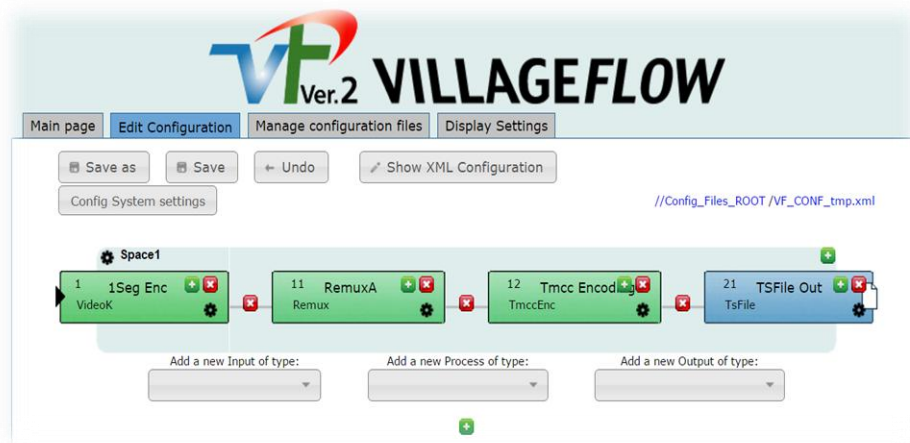 VF Ver.2 VILLAGEFLOW
Main page Edit Configuration Manage configuration files Display Settings
Save as Save Undo Show XML Configuration
Config System settings //Config_Files_ROOT /VF_CONF_tmp.xml
Space1
1 1Seg Enc 11 RemuxA 12 Tmcc Encoding 21 TSFile Out
VideoK Remux TmccEnc TsFile
Add a new Input of type: Add a new Process of type: Add a new Output of type: